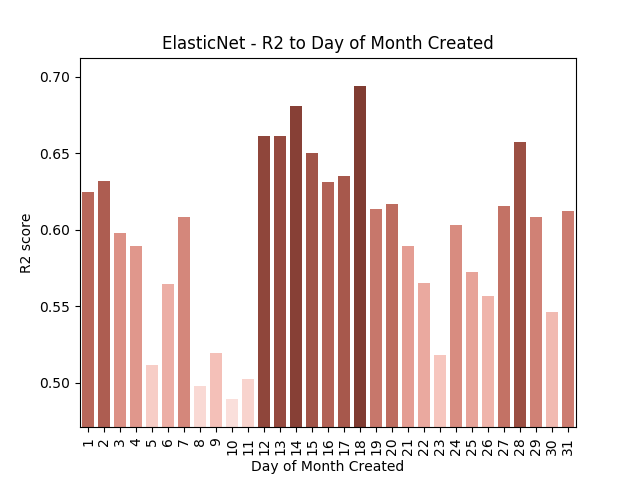 ElasticNet - R2 to Day of Month Created
0.70
0.65
0.60
0.55
0.50
R2 score
1 2 3 4 5 6 7 8 9 10 11 12 13 14 15 16 17 18 19 20 21 22 23 24 25 26 27 28 29 30 31
Day of Month Created